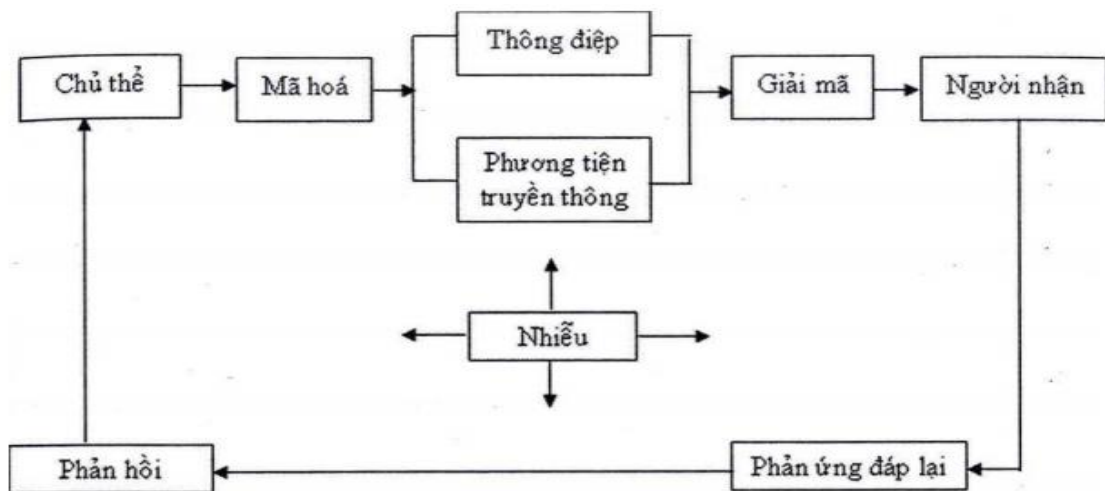 Thông điệp
Chủ thể
Mã hoá
Giải mã
Người nhận
Phương tiện
truyền thông
Nhiễu
Phản hồi
Phản ứng đáp lại